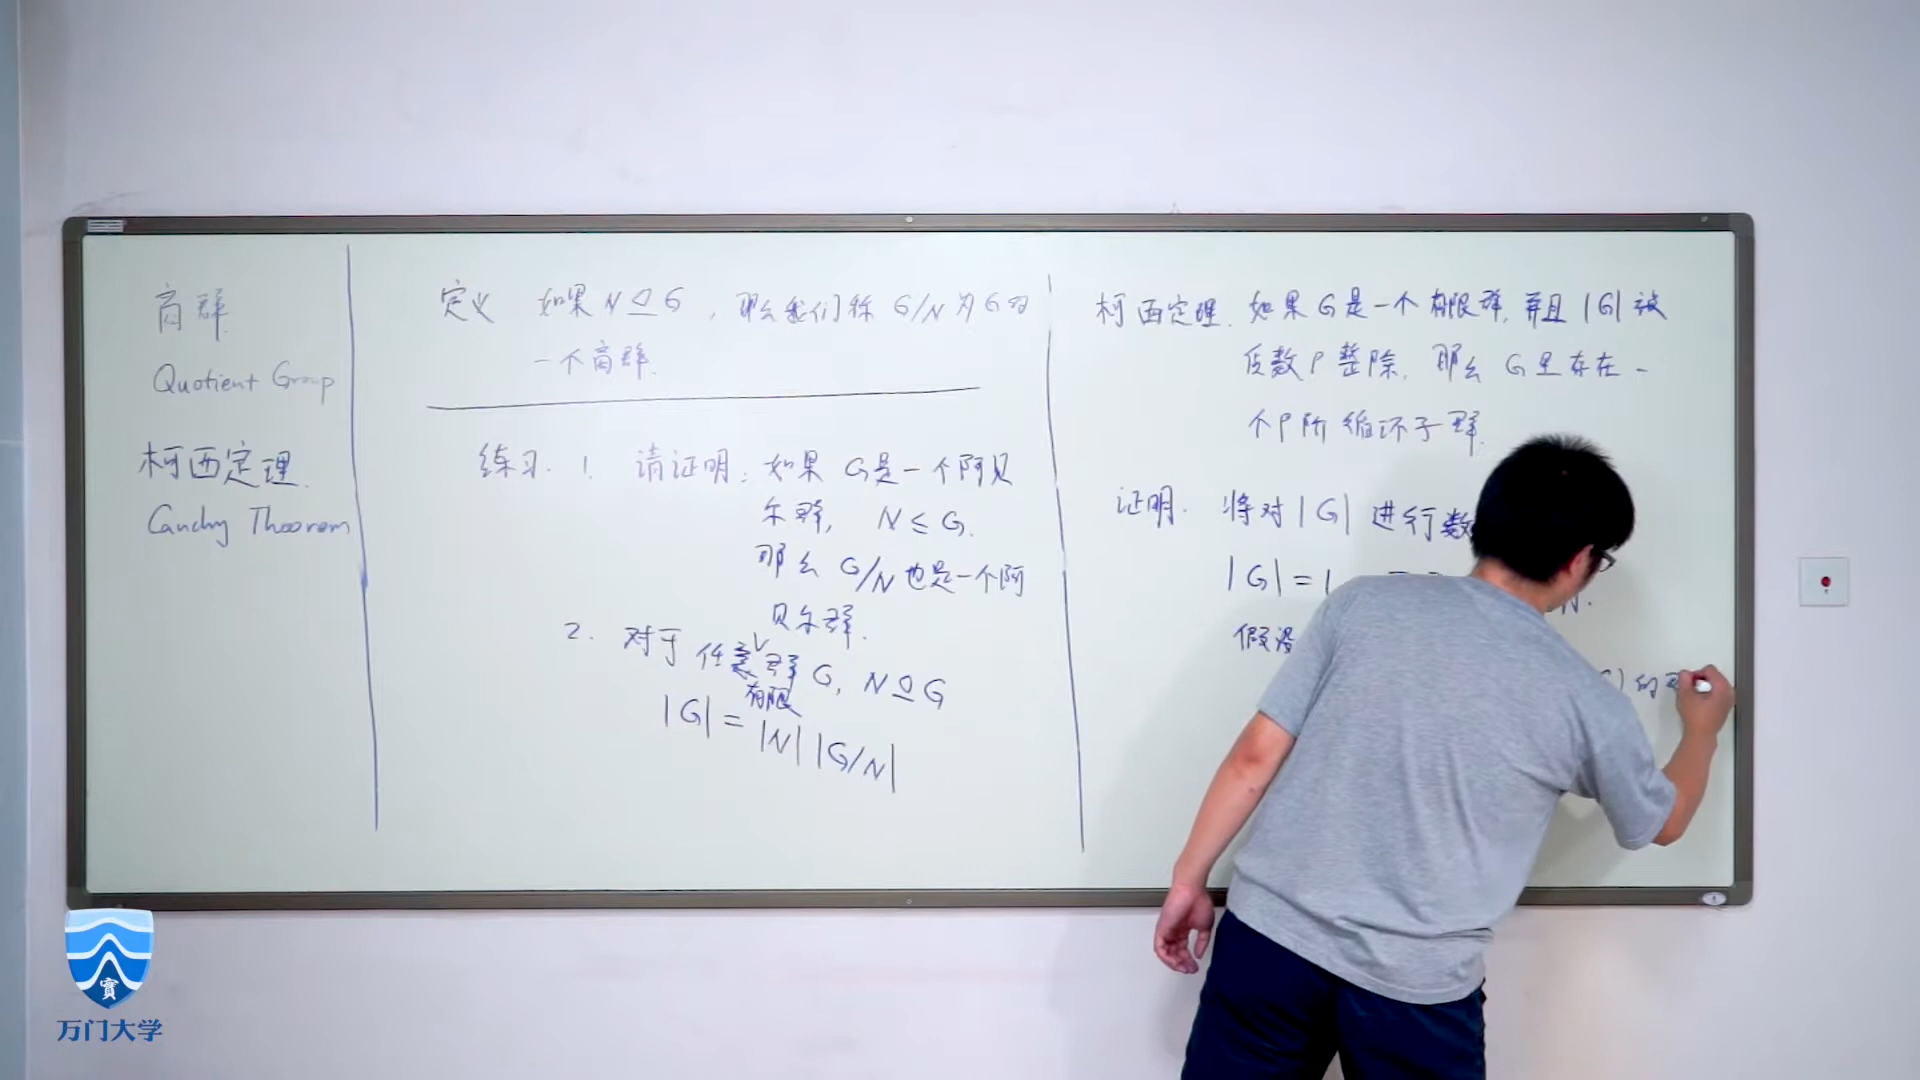 商群
Quotient Group
柯西定理.
Cauchy Theorem
定义 如果 N⊴G, 那么我们称 G/N 为 G 的
一个商群.
练习. 1. 请证明: 如果 G是一个阿贝
尔群, N≤G.
那么 G/N 也是一个阿
贝尔群.
2. 对于任意群 G, N⊴G
有限
|G| = |N| |G/N|
柯西定理. 如果 G是一个有限群, 并且 |G| 被
质数 P 整除, 那么 G 里存在一
个P阶循环子群.
证明. 将对 |G| 进行数
|G| =
假设
的
實
万门大学